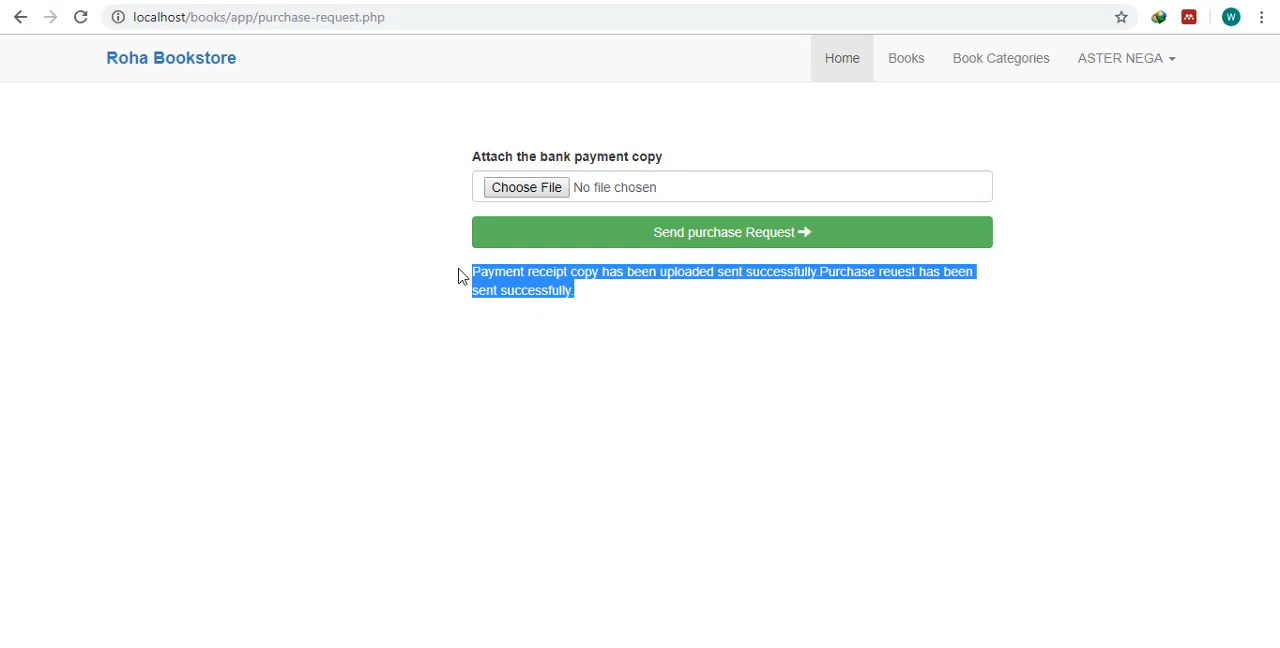 localhost/books/app/purchase-request.php
W
Roha Bookstore
Home Books Book Categories ASTER NEGA
Attach the bank payment copy
Choose File No file chosen
Send purchase Request
Payment receipt copy has been uploaded sent successfully.Purchase reuest has been
sent successfully.